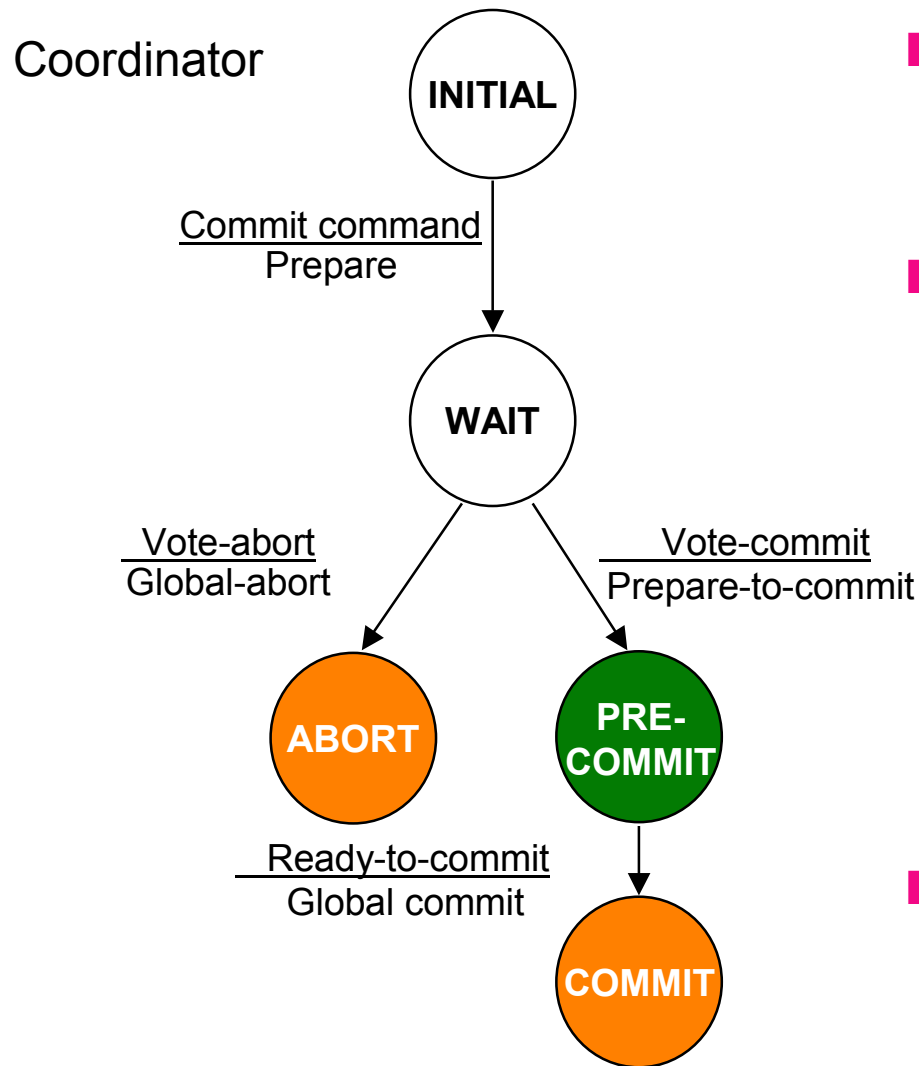 Coordinator
INITIAL
Commit command
Prepare
WAIT
Vote-abort
Global-abort
Vote-commit
Prepare-to-commit
ABORT
PRE-
COMMIT
Ready-to-commit
Global commit
COMMIT